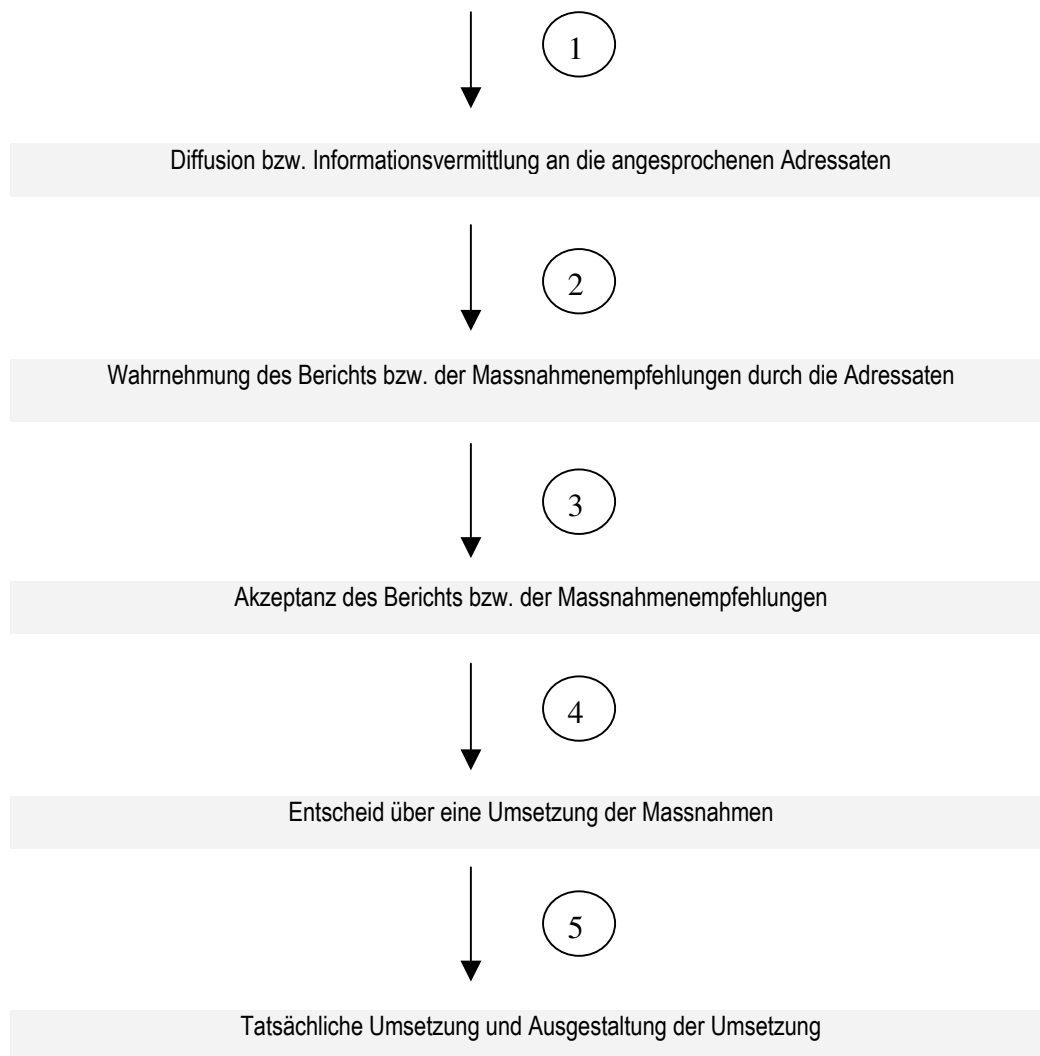 1
Diffusion bzw. Informationsvermittlung an die angesprochenen Adressaten
2
Wahrnehmung des Berichts bzw. der Massnahmenempfehlungen durch die Adressaten
3
Akzeptanz des Berichts bzw. der Massnahmenempfehlungen
4
Entscheid über eine Umsetzung der Massnahmen
5
Tatsächliche Umsetzung und Ausgestaltung der Umsetzung